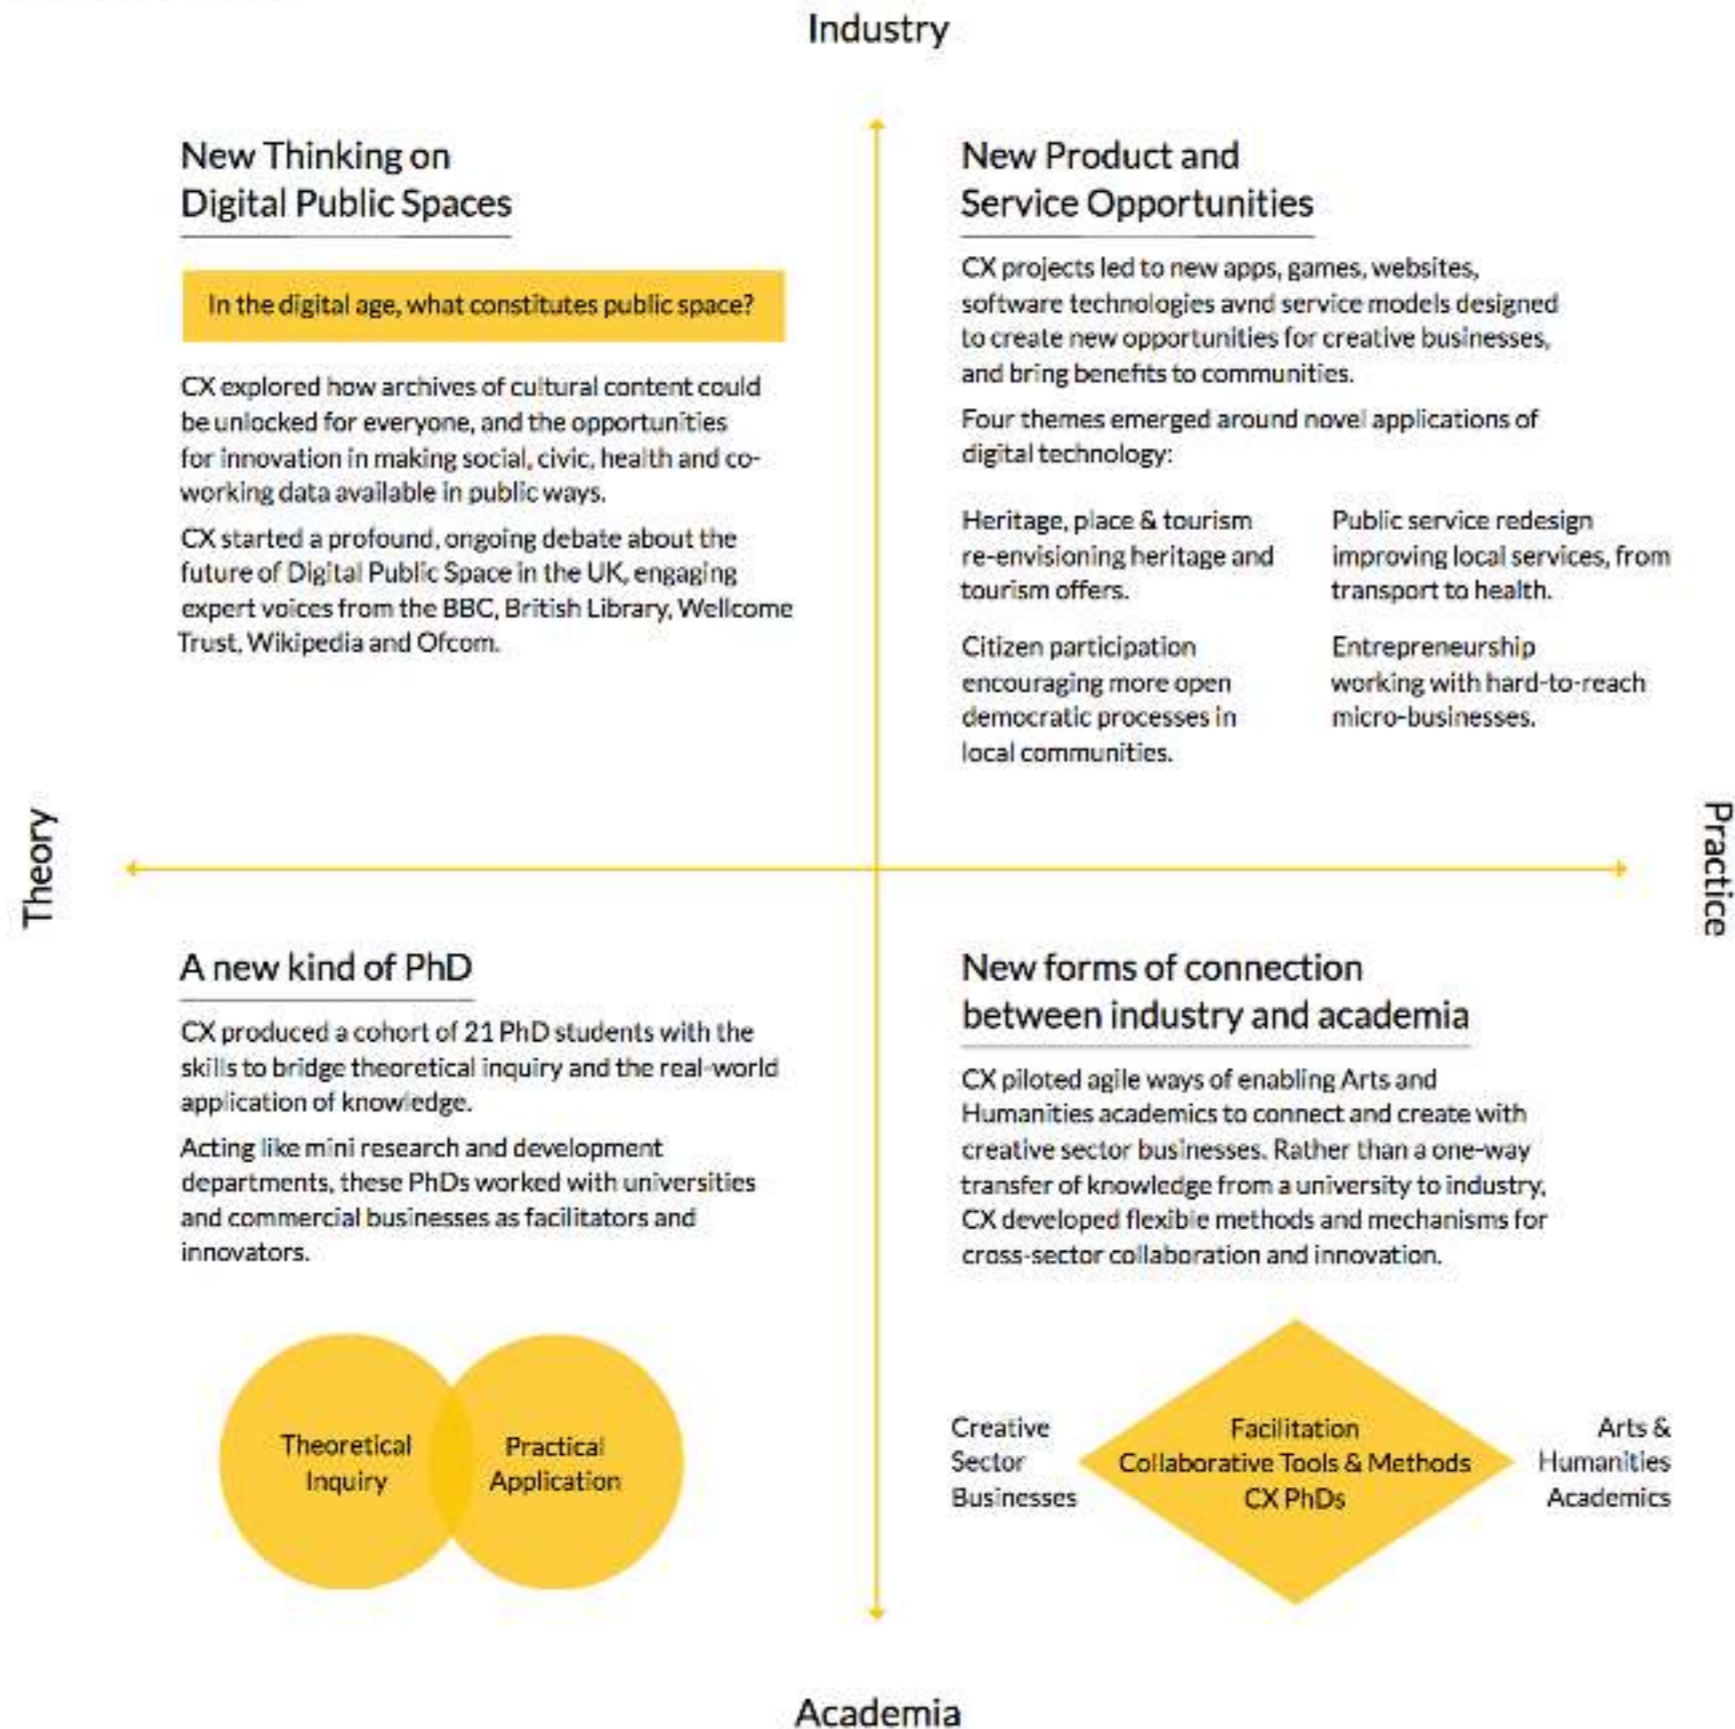 Industry
New Thinking on
Digital Public Spaces
In the digital age, what constitutes public space?
CX explored how archives of cultural content could
be unlocked for everyone, and the opportunities
for innovation in making social, civic, health and co-
working data available in public ways.
CX started a profound, ongoing debate about the
future of Digital Public Space in the UK, engaging
expert voices from the BBC, British Library, Wellcome
Trust, Wikipedia and Ofcom.
New Product and
Service Opportunities
CX projects led to new apps, games, websites,
software technologies avnd service models designed
to create new opportunities for creative businesses,
and bring benefits to communities.
Four themes emerged around novel applications of
digital technology:
Heritage, place & tourism
re-envisioning heritage and
tourism offers.
Public service redesign
improving local services, from
transport to health.
Citizen participation
encouraging more open
democratic processes in
local communities.
Entrepreneurship
working with hard-to-reach
micro-businesses.
Theory
Practice
A new kind of PhD
CX produced a cohort of 21 PhD students with the
skills to bridge theoretical inquiry and the real-world
application of knowledge.
Acting like mini research and development
departments, these PhDs worked with universities
and commercial businesses as facilitators and
innovators.
Theoretical
Inquiry
Practical
Application
New forms of connection
between industry and academia
CX piloted agile ways of enabling Arts and
Humanities academics to connect and create with
creative sector businesses. Rather than a one-way
transfer of knowledge from a university to industry,
CX developed flexible methods and mechanisms for
cross-sector collaboration and innovation.
Creative
Sector
Businesses
Facilitation
Collaborative Tools & Methods
CX PhDs
Arts &
Humanities
Academics
Academia